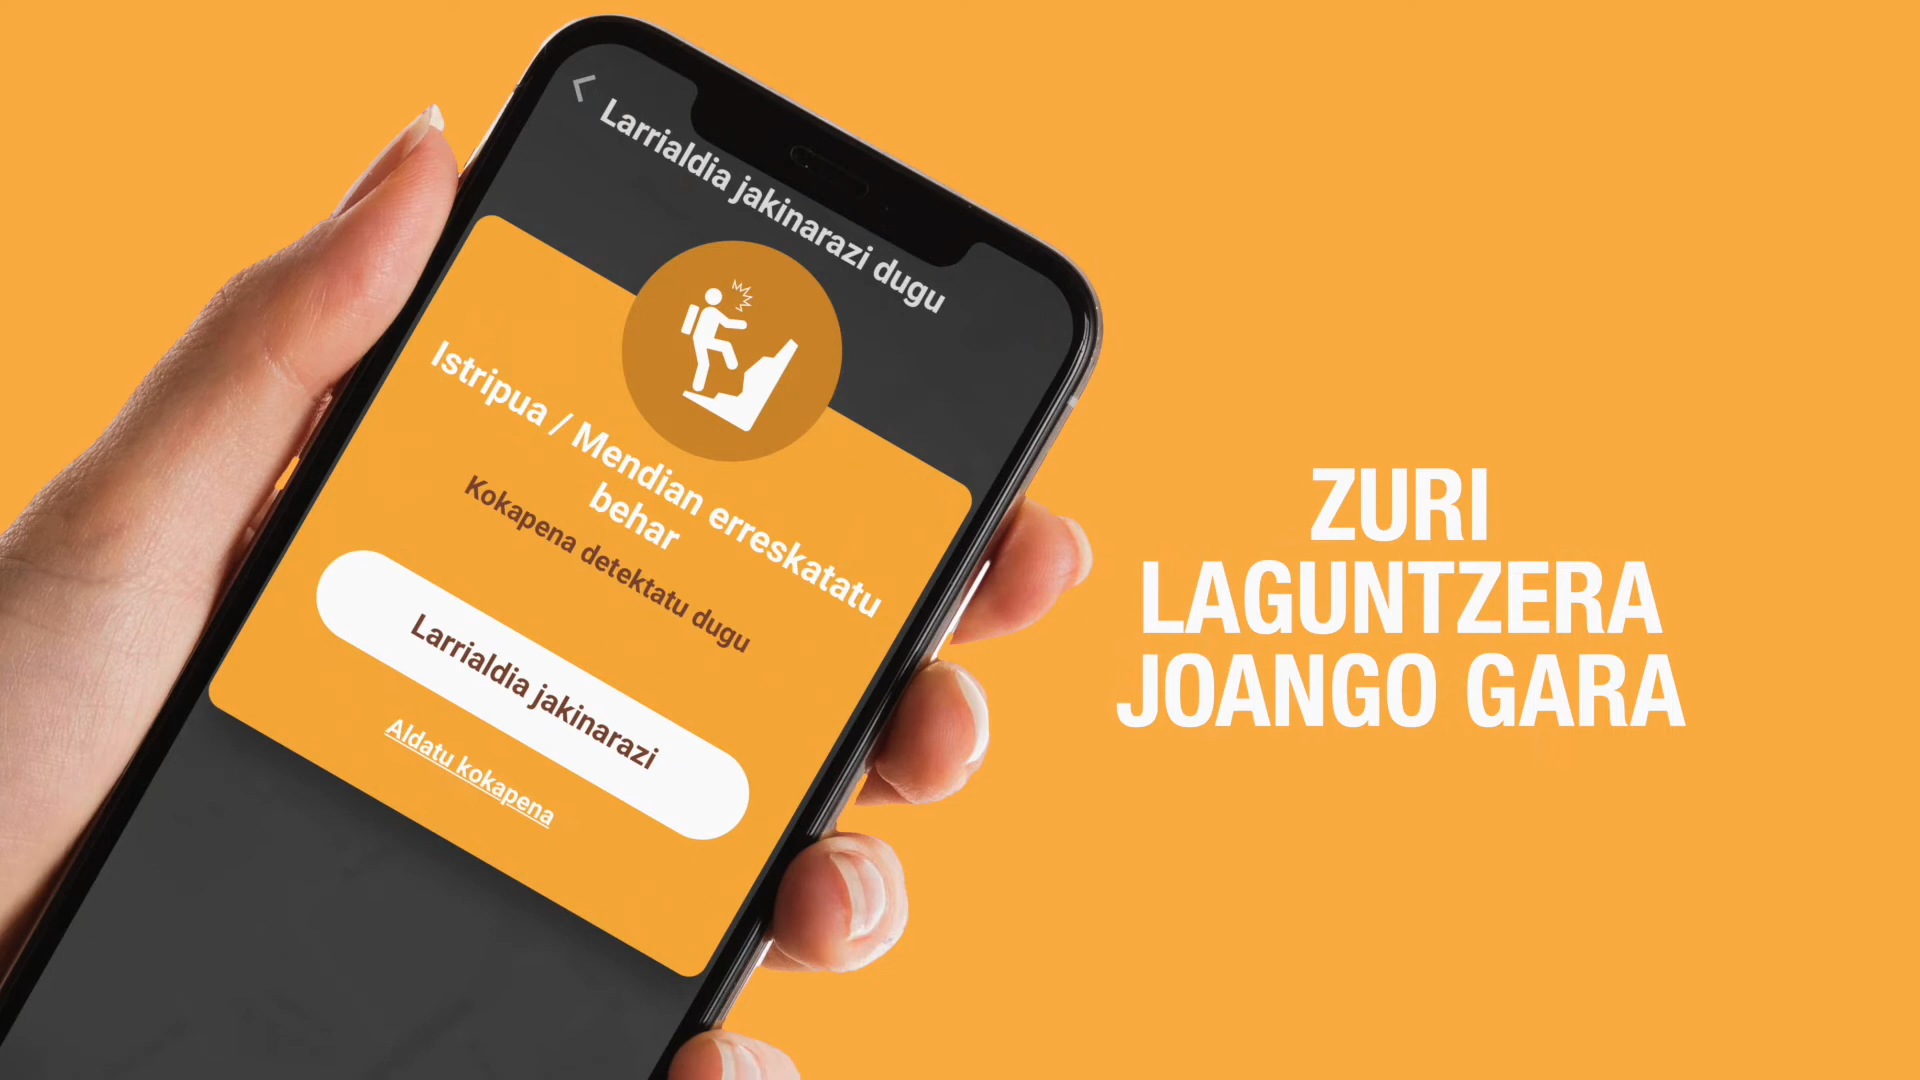 Larrialdia jakinarazi dugu
Istripua / Mendian erreskatatu
behar
Kokapena detektatu dugu
Larrialdia jakinarazi
Aldatu kokapena
ZURI
LAGUNTZERA
JOANGO GARA